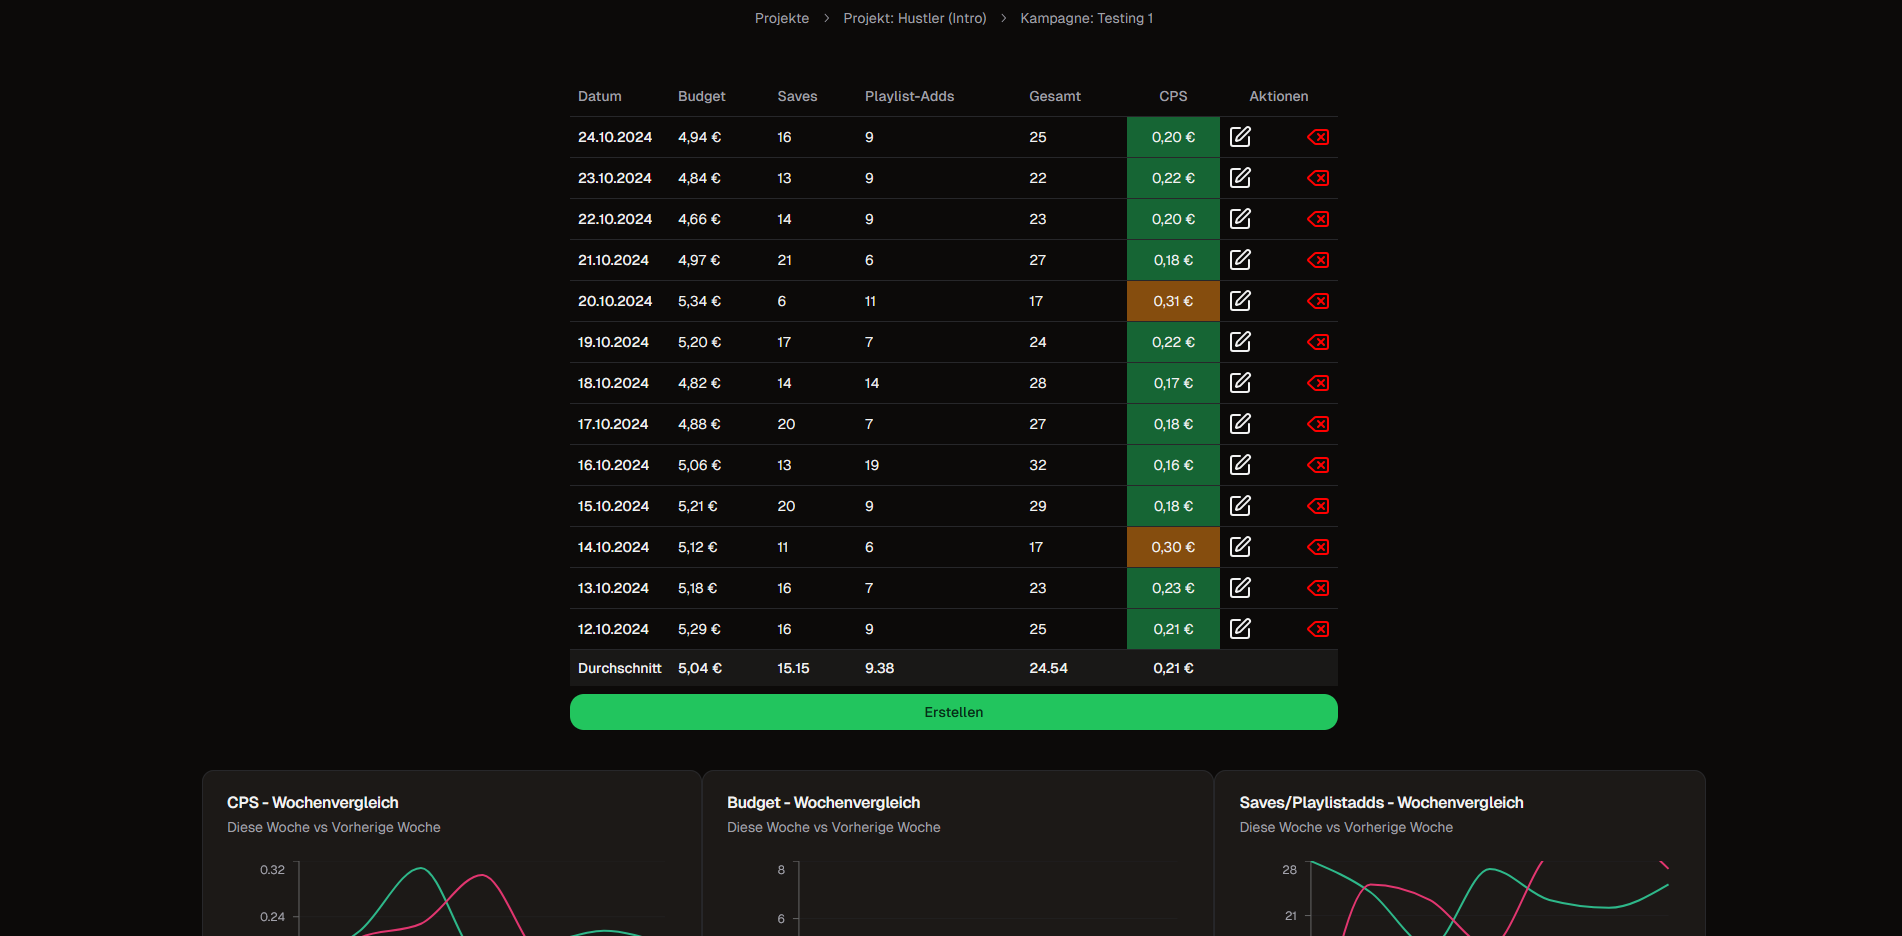 Projekte > Projekt: Hustler (Intro) > Kampagne: Testing 1
Datum Budget Saves Playlist-Adds Gesamt CPS Aktionen
24.10.2024 4,94 € 16 9 25 0,20 €
23.10.2024 4,84 € 13 9 22 0,22 €
22.10.2024 4,66 € 14 9 23 0,20 €
21.10.2024 4,97 € 21 6 27 0,18 €
20.10.2024 5,34 € 6 11 17 0,31 €
19.10.2024 5,20 € 17 7 24 0,22 €
18.10.2024 4,82 € 14 14 28 0,17 €
17.10.2024 4,88 € 20 7 27 0,18 €
16.10.2024 5,06 € 13 19 32 0,16 €
15.10.2024 5,21 € 20 9 29 0,18 €
14.10.2024 5,12 € 11 6 17 0,30 €
13.10.2024 5,18 € 16 7 23 0,23 €
12.10.2024 5,29 € 16 9 25 0,21 €
Durchschnitt 5,04 € 15.15 9.38 24.54 0,21 €
Erstellen
CPS - Wochenvergleich
Diese Woche vs Vorherige Woche
0.32
0.24
Budget - Wochenvergleich
Diese Woche vs Vorherige Woche
8
6
Saves/Playlistadds - Wochenvergleich
Diese Woche vs Vorherige Woche
28
21